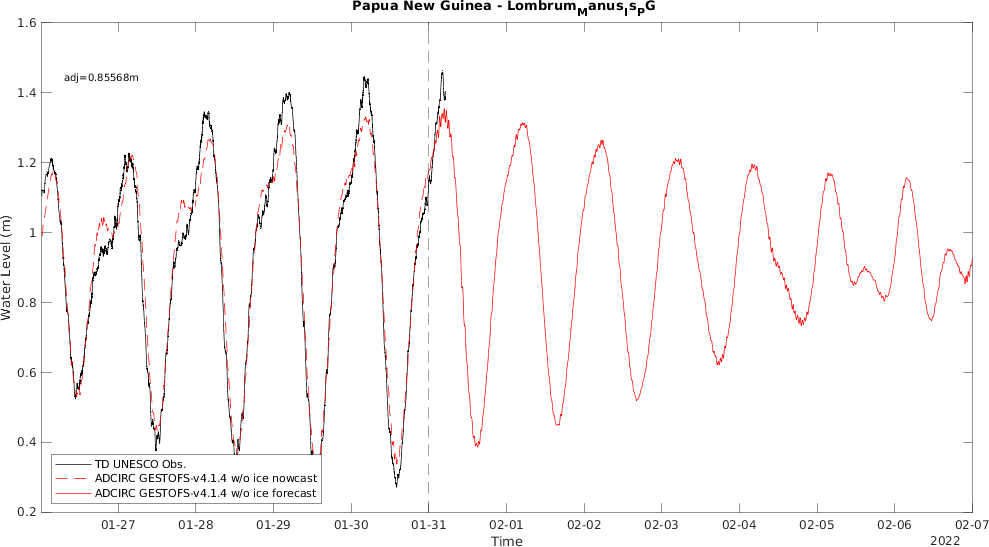 Papua New Guinea - LombrumManusIsPG
1.6
1.4
1.2
1
0.8
0.6
0.4
0.2
Water Level (m)
adj=0.85568m
TD UNESCO Obs.
ADCIRC GESTOFS-v4.1.4 w/o ice nowcast
ADCIRC GESTOFS-v4.1.4 w/o ice forecast
01-27 01-28 01-29 01-30 01-31 02-01 02-02 02-03 02-04 02-05 02-06 02-07
Time
2022